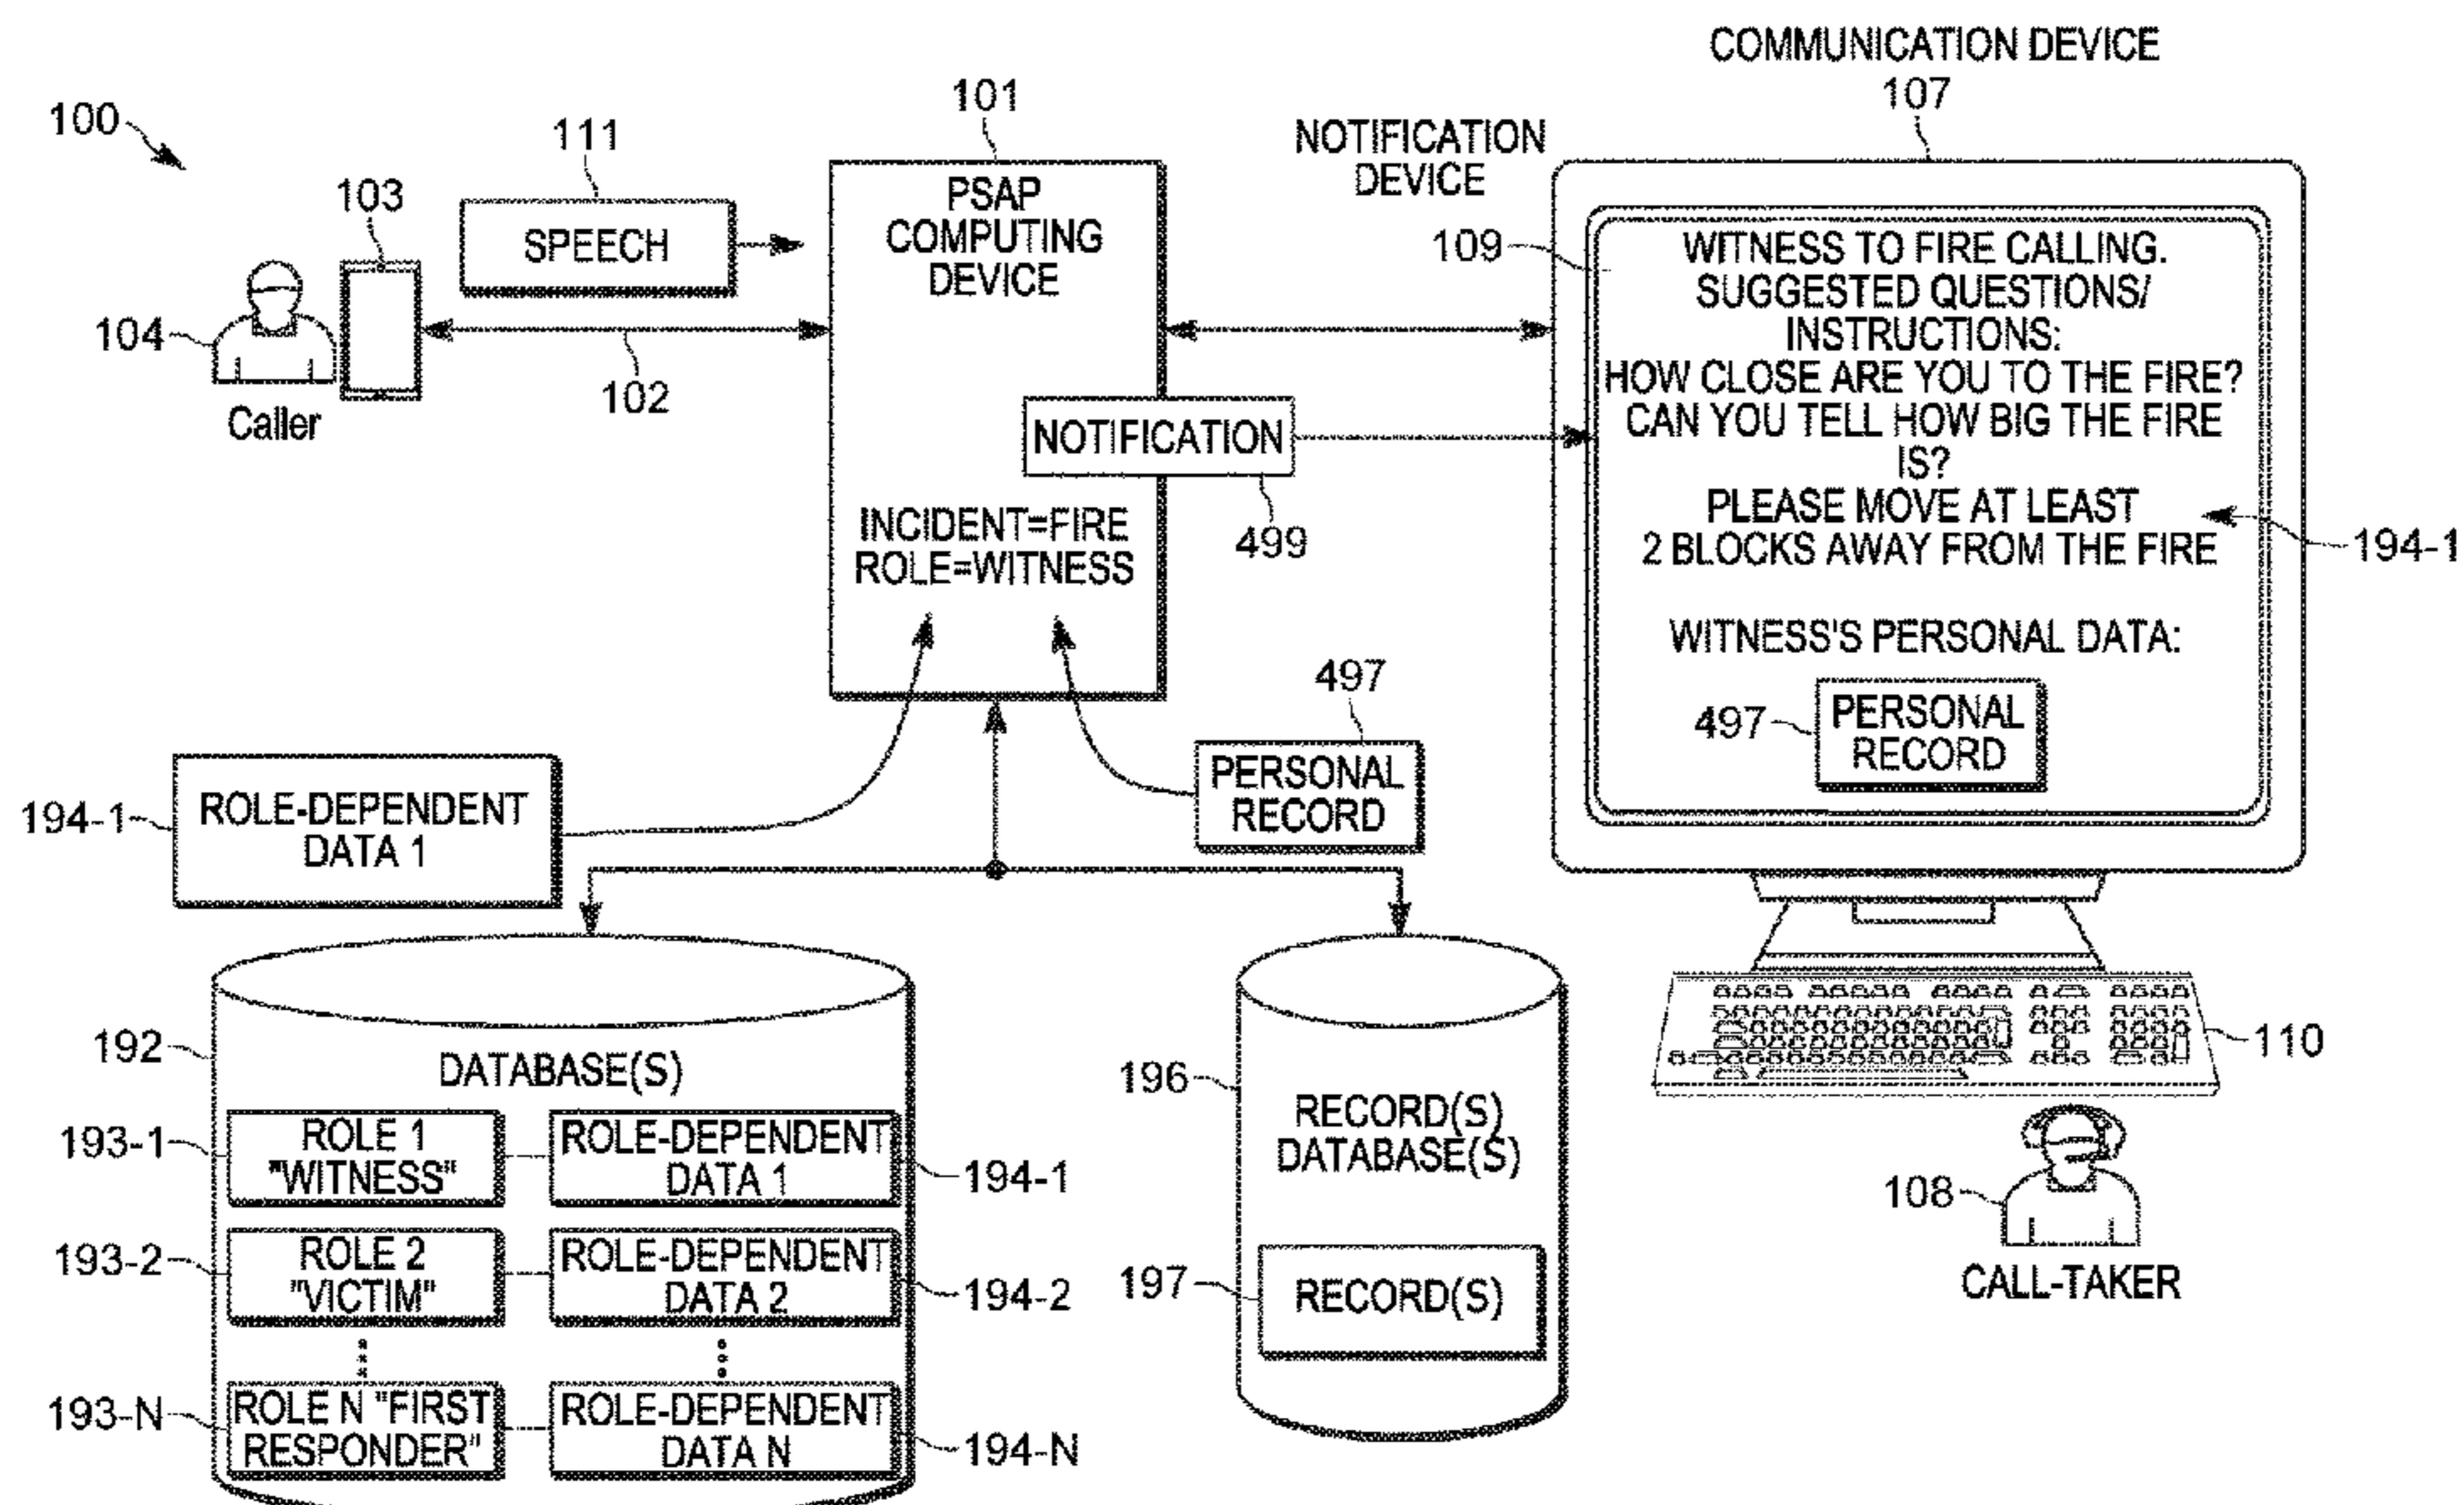 COMMUNICATION DEVICE
107
100
101
111
103
NOTIFICATION
DEVICE
PSAP
COMPUTING
DEVICE
SPEECH
104
Caller
102
NOTIFICATION
499
INCIDENT=FIRE
ROLE=WITNESS
109
WITNESS TO FIRE CALLING.
SUGGESTED QUESTIONS/
INSTRUCTIONS:
HOW CLOSE ARE YOU TO THE FIRE?
CAN YOU TELL HOW BIG THE FIRE
IS?
PLEASE MOVE AT LEAST
2 BLOCKS AWAY FROM THE FIRE
194-1
WITNESS'S PERSONAL DATA:
497
PERSONAL
RECORD
497
PERSONAL
RECORD
194-1
ROLE-DEPENDENT
DATA 1
192
DATABASE(S)
193-1
ROLE 1
"WITNESS"
ROLE-DEPENDENT
DATA 1
194-1
193-2
ROLE 2
"VICTIM"
ROLE-DEPENDENT
DATA 2
194-2
193-N
ROLE N "FIRST
RESPONDER"
ROLE-DEPENDENT
DATA N
194-N
196
RECORD(S)
DATABASE(S)
197
RECORD(S)
110
108
CALL-TAKER